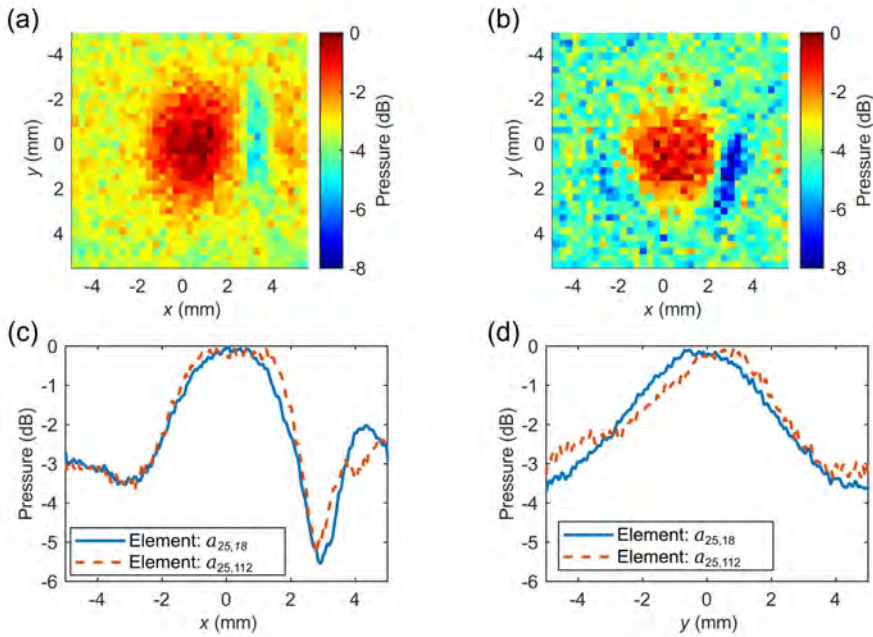 (a)
-4
-2
0
2
4
y (mm)
-4 -2 0 2 4
x (mm)
0
-2
-4
-6
-8
Pressure (dB)
(b)
-4
-2
0
2
4
y (mm)
-4 -2 0 2 4
x (mm)
0
-2
-4
-6
-8
Pressure (dB)
(c)
0
-1
-2
-3
-4
-5
-6
Pressure (dB)
Element: a25,18
Element: a25,112
-4 -2 0 2 4
x (mm)
(d)
0
-1
-2
-3
-4
-5
-6
Pressure (dB)
Element: a25,18
Element: a25,112
-4 -2 0 2 4
y (mm)